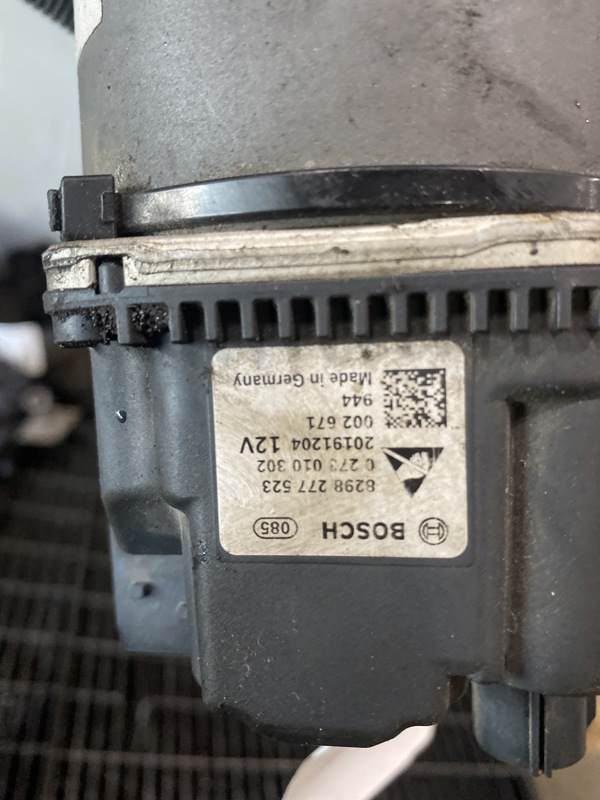 BOSCH 085
8298 277 523
0 273 010 302
20191204 12V
002 671
944
Made in Germany